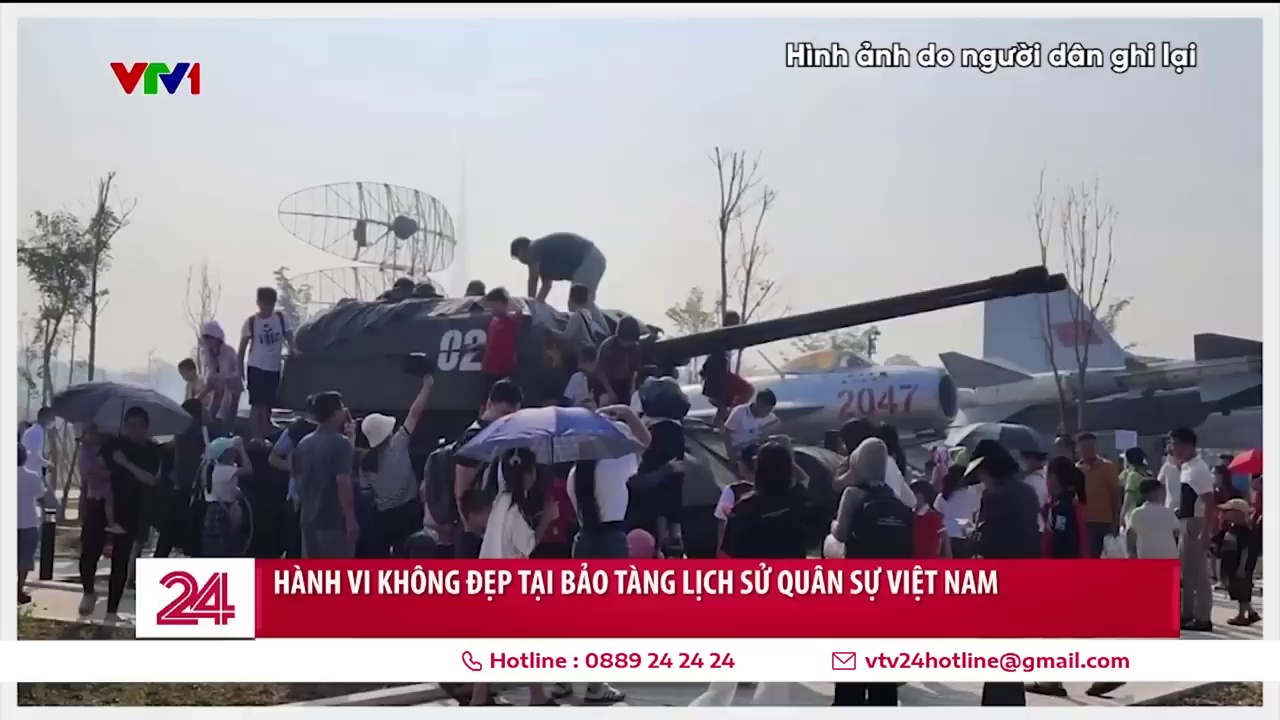 Hình ảnh do người dân ghi lại
VTV1
02
2047
24
HÀNH VI KHÔNG ĐẸP TẠI BẢO TÀNG LỊCH SỬ QUÂN SỰ VIỆT NAM
Hotline : 0889 24 24 24
vtv24hotline@gmail.com